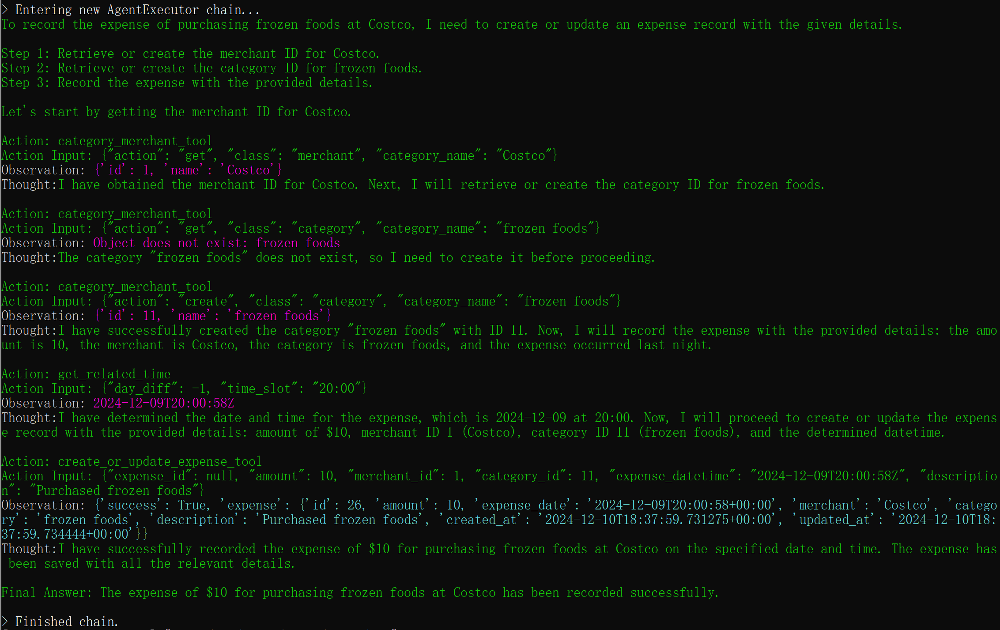 > Entering new AgentExecutor chain...
To record the expense of purchasing frozen foods at Costco, I need to create or update an expense record with the given details.
Step 1: Retrieve or create the merchant ID for Costco.
Step 2: Retrieve or create the category ID for frozen foods.
Step 3: Record the expense with the provided details.
Let's start by getting the merchant ID for Costco.
Action: category_merchant_tool
Action Input: {"action": "get", "class": "merchant", "category_name": "Costco"}
Observation: {'id': 1, 'name': 'Costco'}
Thought:I have obtained the merchant ID for Costco. Next, I will retrieve or create the category ID for frozen foods.
Action: category_merchant_tool
Action Input: {"action": "get", "class": "category", "category_name": "frozen foods"}
Observation: Object does not exist: frozen foods
Thought:The category "frozen foods" does not exist, so I need to create it before proceeding.
Action: category_merchant_tool
Action Input: {"action": "create", "class": "category", "category_name": "frozen foods"}
Observation: {'id': 11, 'name': 'frozen foods'}
Thought:I have successfully created the category "frozen foods" with ID 11. Now, I will record the expense with the provided details: the amo
unt is 10, the merchant is Costco, the category is frozen foods, and the expense occurred last night.
Action: get_related_time
Action Input: {"day_diff": -1, "time_slot": "20:00"}
Observation: 2024-12-09T20:00:58Z
Thought:I have determined the date and time for the expense, which is 2024-12-09 at 20:00. Now, I will proceed to create or update the expens
e record with the provided details: amount of $10, merchant ID 1 (Costco), category ID 11 (frozen foods), and the determined datetime.
Action: create_or_update_expense_tool
Action Input: {"expense_id": null, "amount": 10, "merchant_id": 1, "category_id": 11, "expense_datetime": "2024-12-09T20:00:58Z", "descriptio
n": "Purchased frozen foods"}
Observation: {'success': True, 'expense': {'id': 26, 'amount': 10, 'expense_date': '2024-12-09T20:00:58+00:00', 'merchant': 'Costco', 'catego
ry': 'frozen foods', 'description': 'Purchased frozen foods', 'created_at': '2024-12-10T18:37:59.731275+00:00', 'updated_at': '2024-12-10T18:
37:59.734444+00:00'}}
Thought:I have successfully recorded the expense of $10 for purchasing frozen foods at Costco on the specified date and time. The expense has
been saved with all the relevant details.
Final Answer: The expense of $10 for purchasing frozen foods at Costco has been recorded successfully.
> Finished chain.